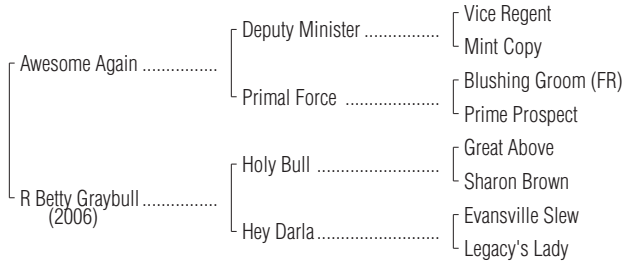 Vice Regent
Deputy Minister ................
Mint Copy
Awesome Again ................
Blushing Groom (FR)
Primal Force ....................
Prime Prospect
Great Above
Holy Bull ..........................
Sharon Brown
R Betty Graybull ................
(2006)
Evansville Slew
Hey Darla ..........................
Legacy's Lady